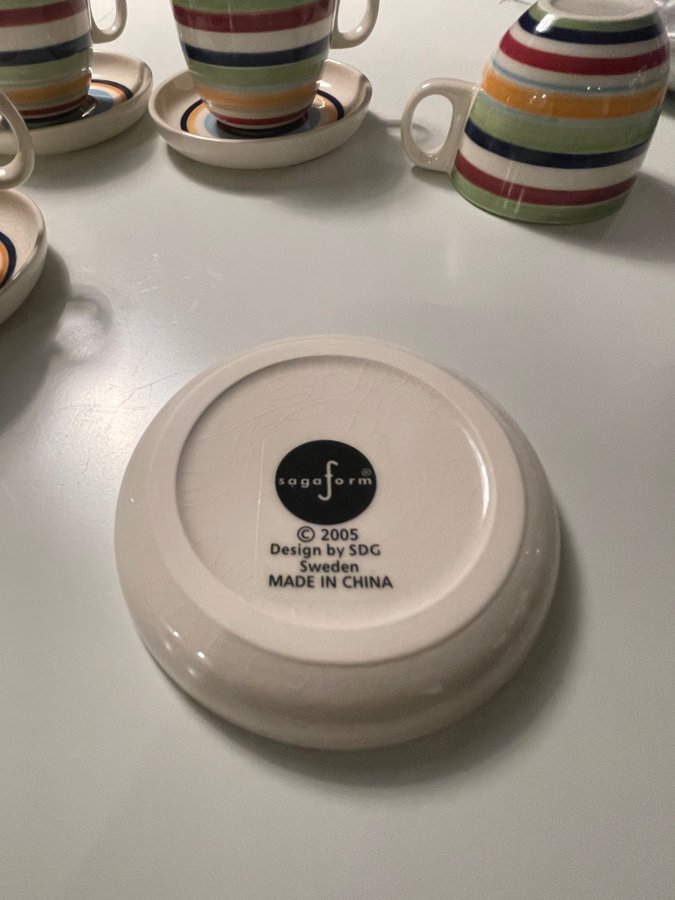 sagaform®
© 2005
Design by SDG
Sweden
MADE IN CHINA